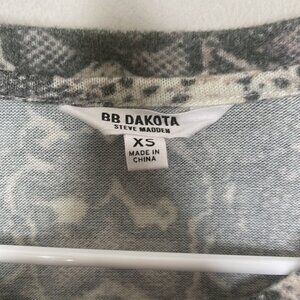 BB DAKOTA
STEVE MADDEN
XS
MADE IN
CHINA